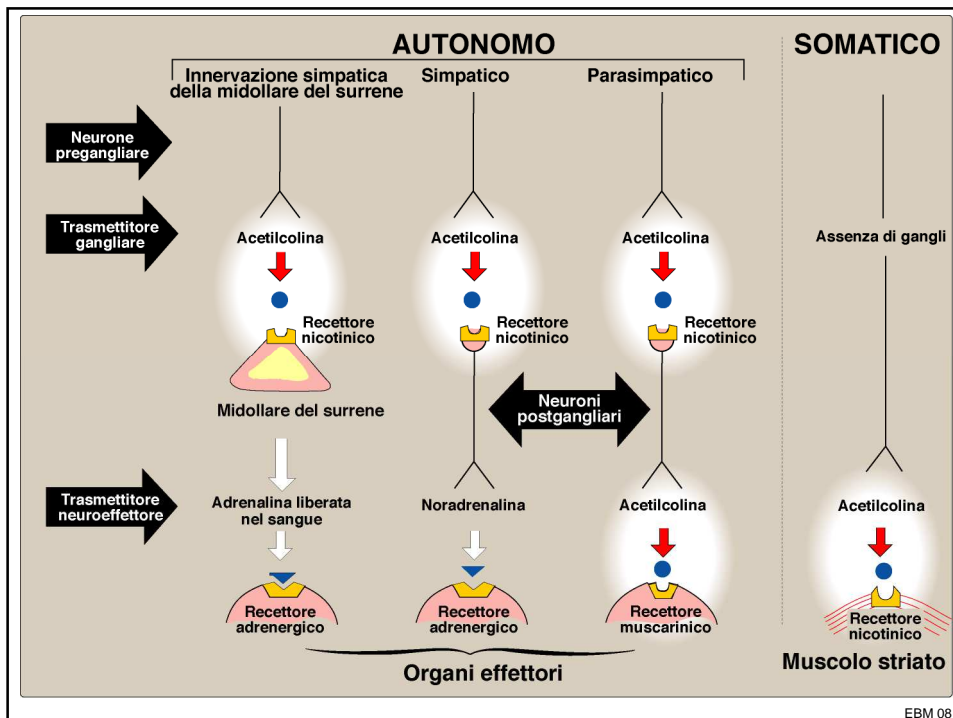 AUTONOMO
SOMATICO
Innervazione simpatica
della midollare del surrene
Simpatico
Parasimpatico
Neurone
pregangliare
Trasmettitore
gangliare
Acetilcolina
Acetilcolina
Acetilcolina
Assenza di gangli
Recettore
nicotinico
Recettore
nicotinico
Recettore
nicotinico
Midollare del surrene
Neuroni
postgangliari
Trasmettitore
neuroeffettore
Adrenalina liberata
nel sangue
Noradrenalina
Acetilcolina
Acetilcolina
Recettore
adrenergico
Recettore
adrenergico
Recettore
muscarinico
Recettore
nicotinico
Organi effettori
Muscolo striato
EBM 08